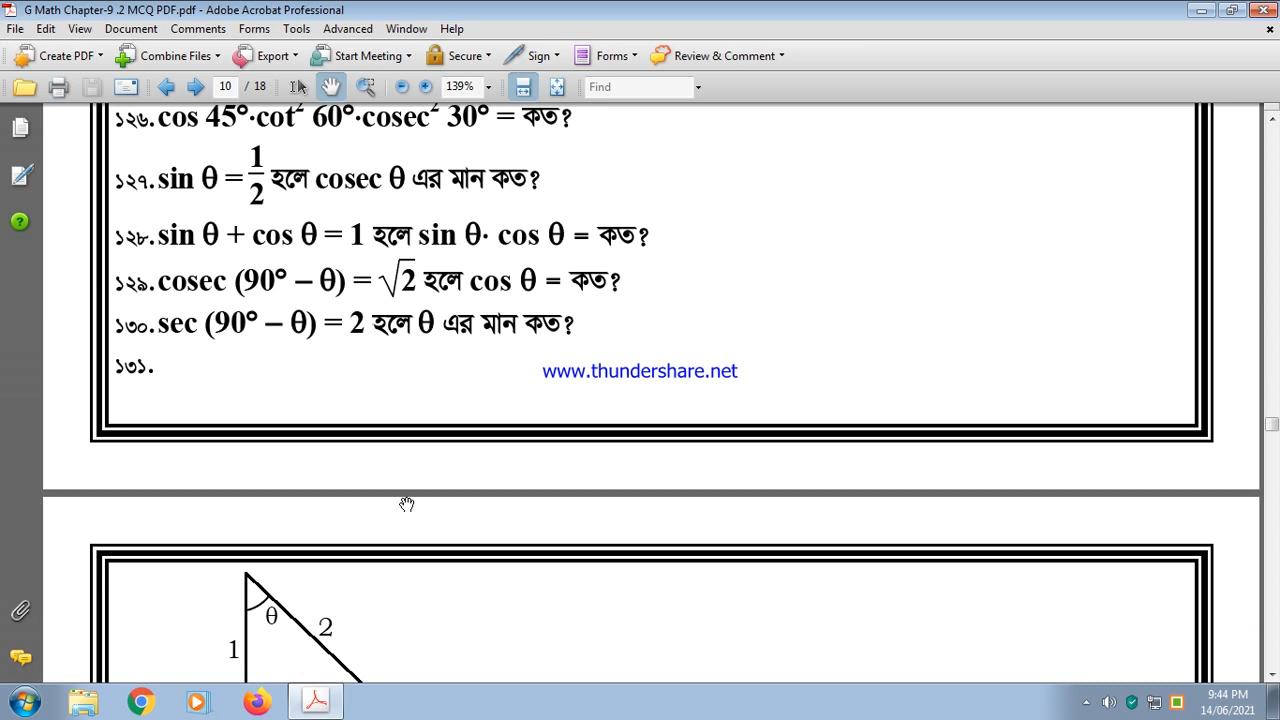 G Math Chapter-9 .2 MCQ PDF.pdf - Adobe Acrobat Professional
File Edit View Document Comments Forms Tools Advanced Window Help
Create PDF Combine Files Export Start Meeting Secure Sign Forms Review & Comment
10 / 18 139% Find
১২৬. cos 45°·cot² 60°·cosec² 30° = কত?
১২৭. sin θ = 1/2 হলে cosec θ এর মান কত?
১২৮. sin θ + cos θ = 1 হলে sin θ· cos θ = কত?
১২৯. cosec (90° – θ) = √2 হলে cos θ = কত?
১৩০. sec (90° – θ) = 2 হলে θ এর মান কত?
১৩১.
www.thundershare.net
θ
2
1
9:44 PM
14/06/2021